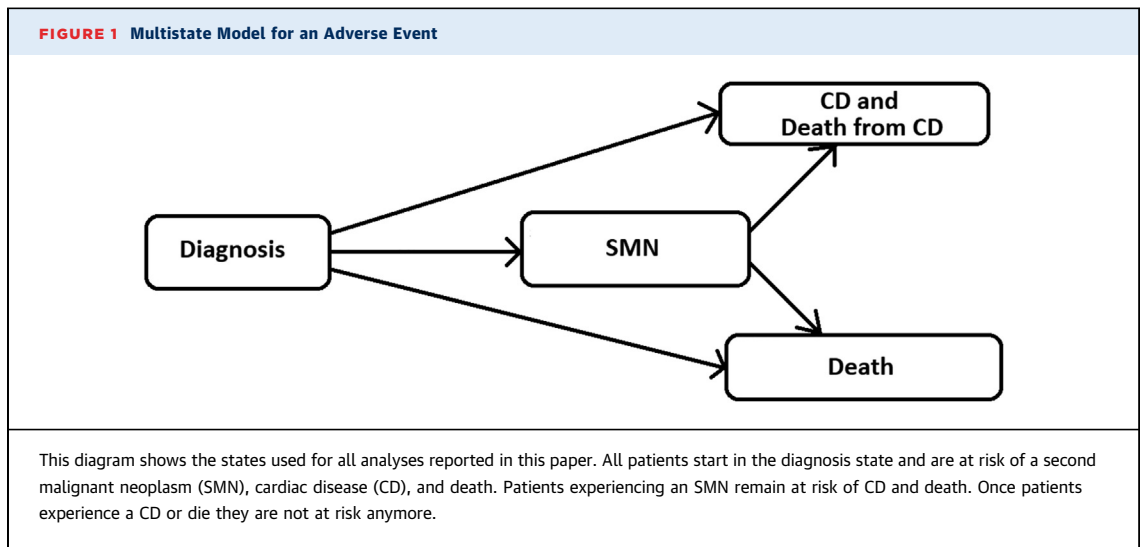 FIGURE 1 Multistate Model for an Adverse Event
CD and
Death from CD
Diagnosis
SMN
Death
This diagram shows the states used for all analyses reported in this paper. All patients start in the diagnosis state and are at risk of a second
malignant neoplasm (SMN), cardiac disease (CD), and death. Patients experiencing an SMN remain at risk of CD and death. Once patients
experience a CD or die they are not at risk anymore.